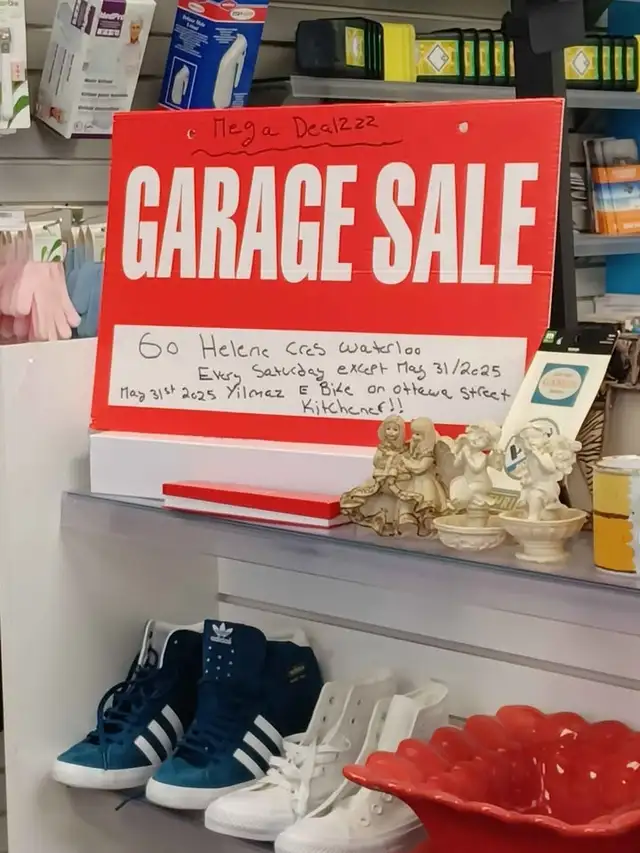 Mega Dealzzz
GARAGE SALE
60 Helene cres waterloo
Every Saturday except May 31/2025
May 31st 2025 Yilmaz E Bike on ottawa street
Kitchener!!